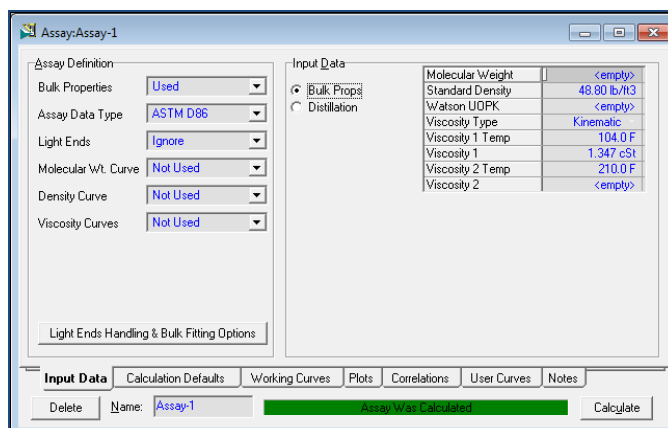 Assay:Assay-1
Assay Definition
Bulk Properties Used
Assay Data Type ASTM D86
Light Ends Ignore
Molecular Wt. Curve Not Used
Density Curve Not Used
Viscosity Curves Not Used
Light Ends Handling & Bulk Fitting Options
Input Data
Bulk Props
Distillation
Molecular Weight <empty>
Standard Density 48.80 lb/ft3
Watson UOPK <empty>
Viscosity Type Kinematic
Viscosity 1 Temp 104.0 F
Viscosity 1 1.347 cSt
Viscosity 2 Temp 210.0 F
Viscosity 2 <empty>
Input Data Calculation Defaults Working Curves Plots Correlations User Curves Notes
Delete Name: Assay-1 Assay Was Calculated Calculate